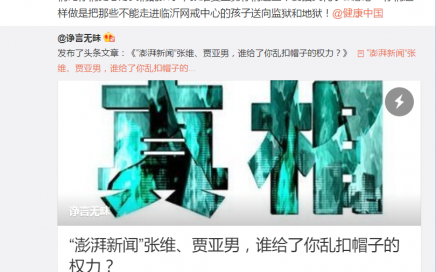 样做是把那些不能走进临沂网戒中心的孩子送向监狱和地狱！@健康中国
@诤言无昧
发布了头条文章：《“澎湃新闻”张维、贾亚男，谁给了你乱扣帽子的权力？》 “澎湃新闻”张
维、贾亚男，谁给了你乱扣帽子的...
真相
诤言无昧
“澎湃新闻”张维、贾亚男，谁给了你乱扣帽子的
权力？